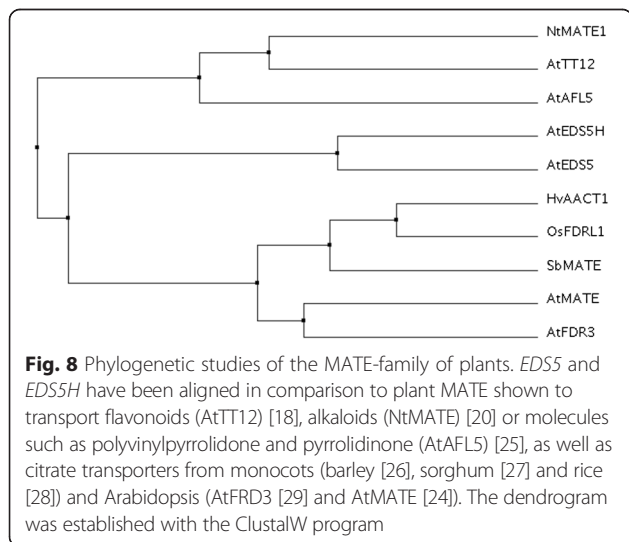 NtMATE1
AtTT12
AtAFL5
AtEDS5H
AtEDS5
HvAACT1
OsFDRL1
SbMATE
AtMATE
AtFDR3
Fig. 8 Phylogenetic studies of the MATE-family of plants. EDS5 and
EDS5H have been aligned in comparison to plant MATE shown to
transport flavonoids (AtTT12) [18], alkaloids (NtMATE) [20] or molecules
such as polyvinylpyrrolidone and pyrrolidinone (AtAFL5) [25], as well as
citrate transporters from monocots (barley [26], sorghum [27] and rice
[28]) and Arabidopsis (AtFRD3 [29] and AtMATE [24]). The dendrogram
was established with the ClustalW program